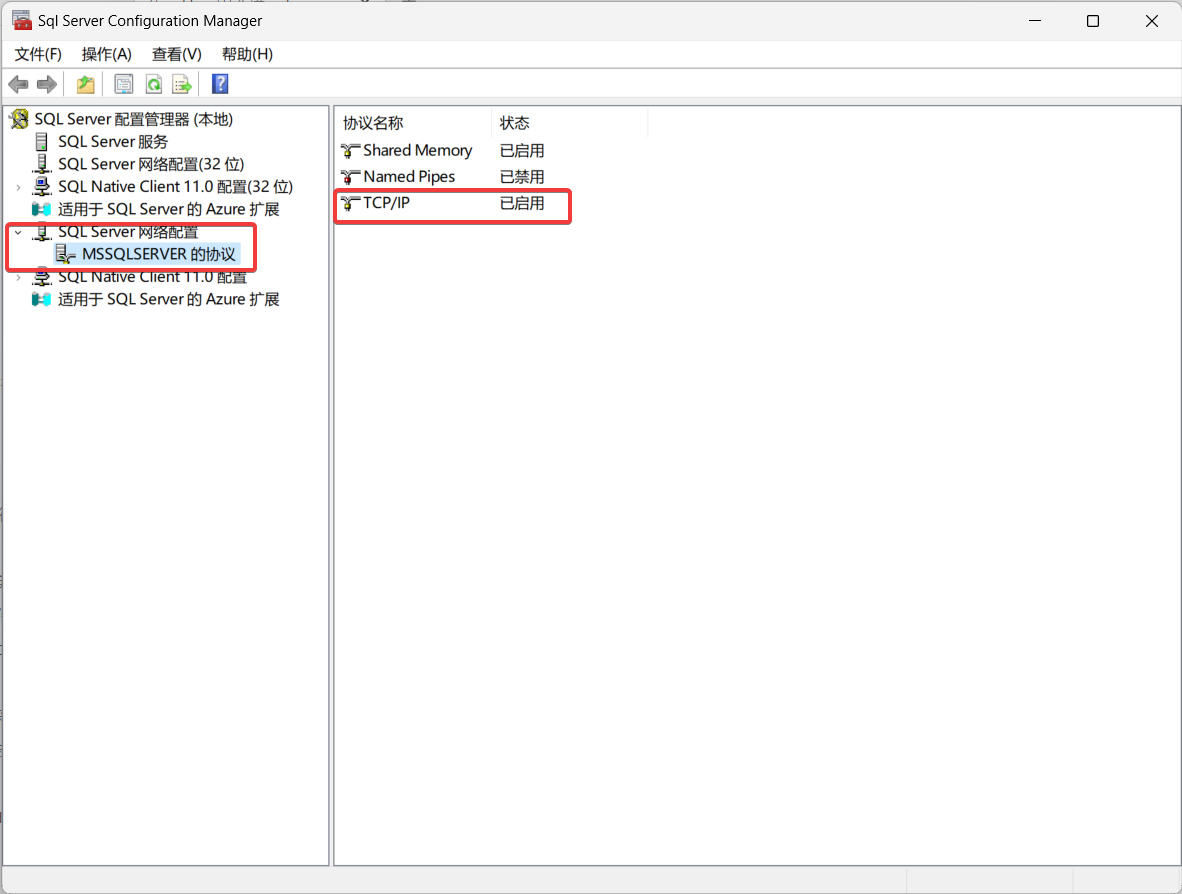 Sql Server Configuration Manager
文件(F) 操作(A) 查看(V) 帮助(H)
SQL Server 配置管理器 (本地)
SQL Server 服务
SQL Server 网络配置(32 位)
SQL Native Client 11.0 配置(32 位)
适用于 SQL Server 的 Azure 扩展
SQL Server 网络配置
MSSQLSERVER 的协议
SQL Native Client 11.0 配置
适用于 SQL Server 的 Azure 扩展
协议名称 状态
Shared Memory 已启用
Named Pipes 已禁用
TCP/IP 已启用